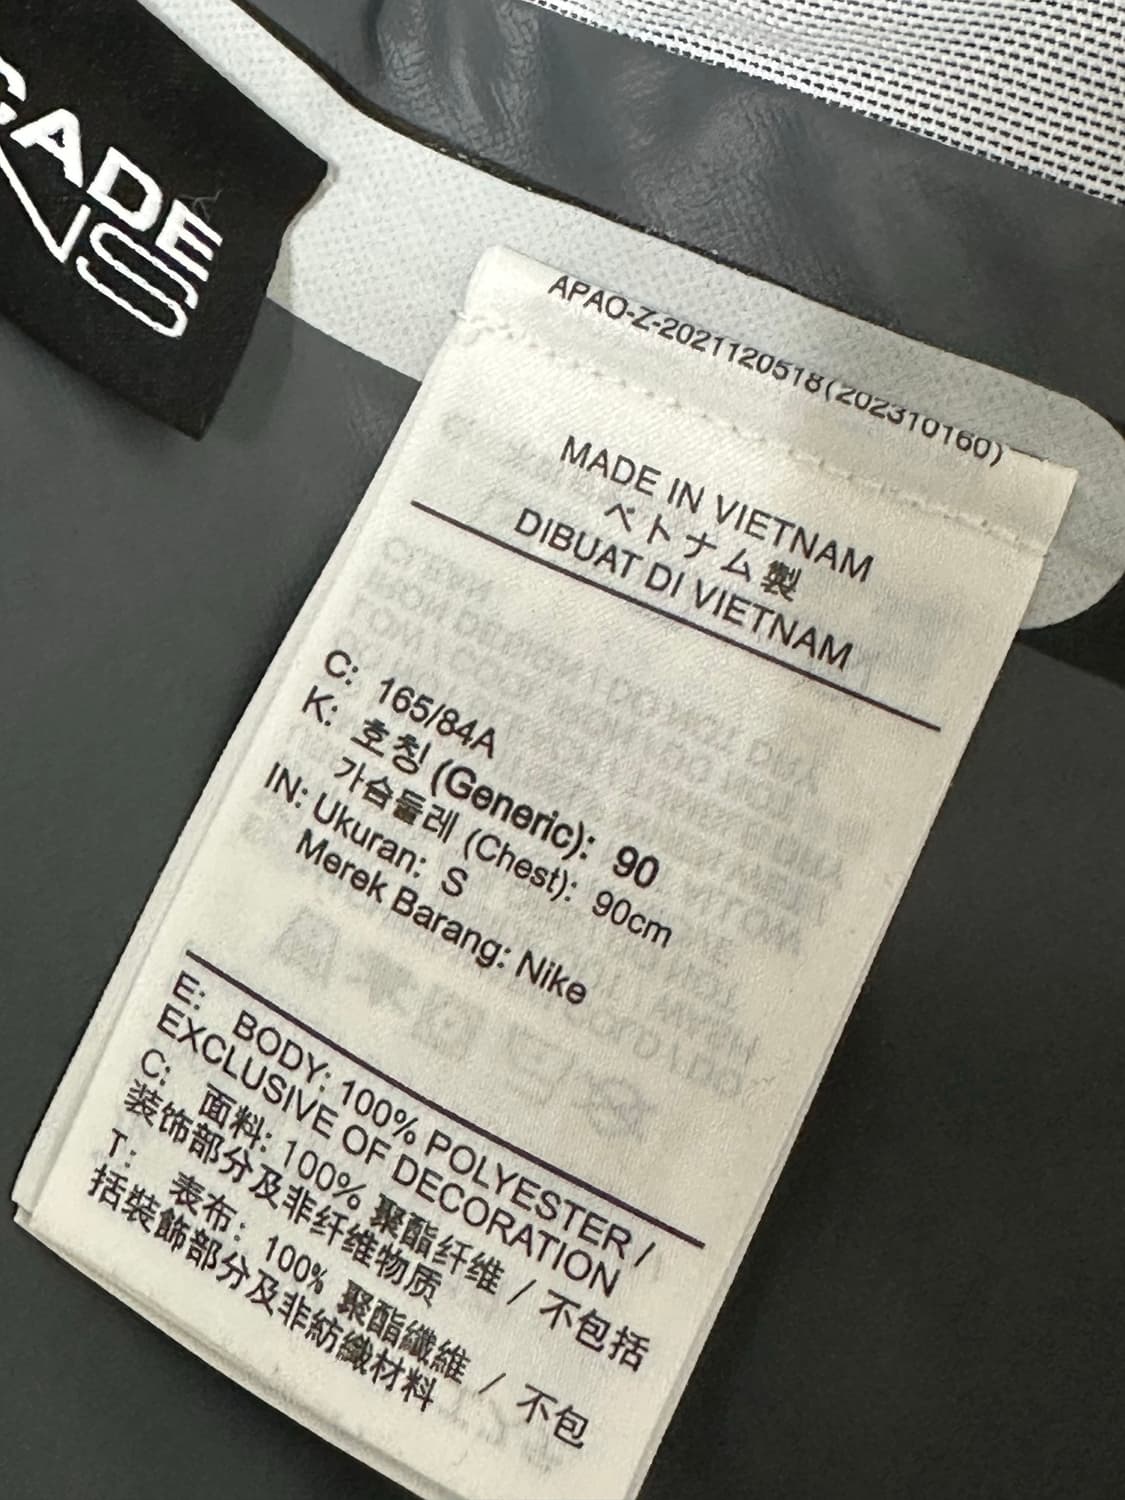 CADE
NS
APAO-Z-2021120518(202310160)
MADE IN VIETNAM
ベトナム製
DIBUAT DI VIETNAM
C: 165/84A
K: 호칭 (Generic): 90
가슴둘레 (Chest): 90cm
IN: Ukuran: S
Merek Barang: Nike
E: BODY: 100% POLYESTER /
EXCLUSIVE OF DECORATION
C: 面料: 100% 聚酯纤维 / 不包括
装饰部分及非纤维物质
T: 表布: 100% 聚酯纖維 / 不包
括裝飾部分及非紡織材料